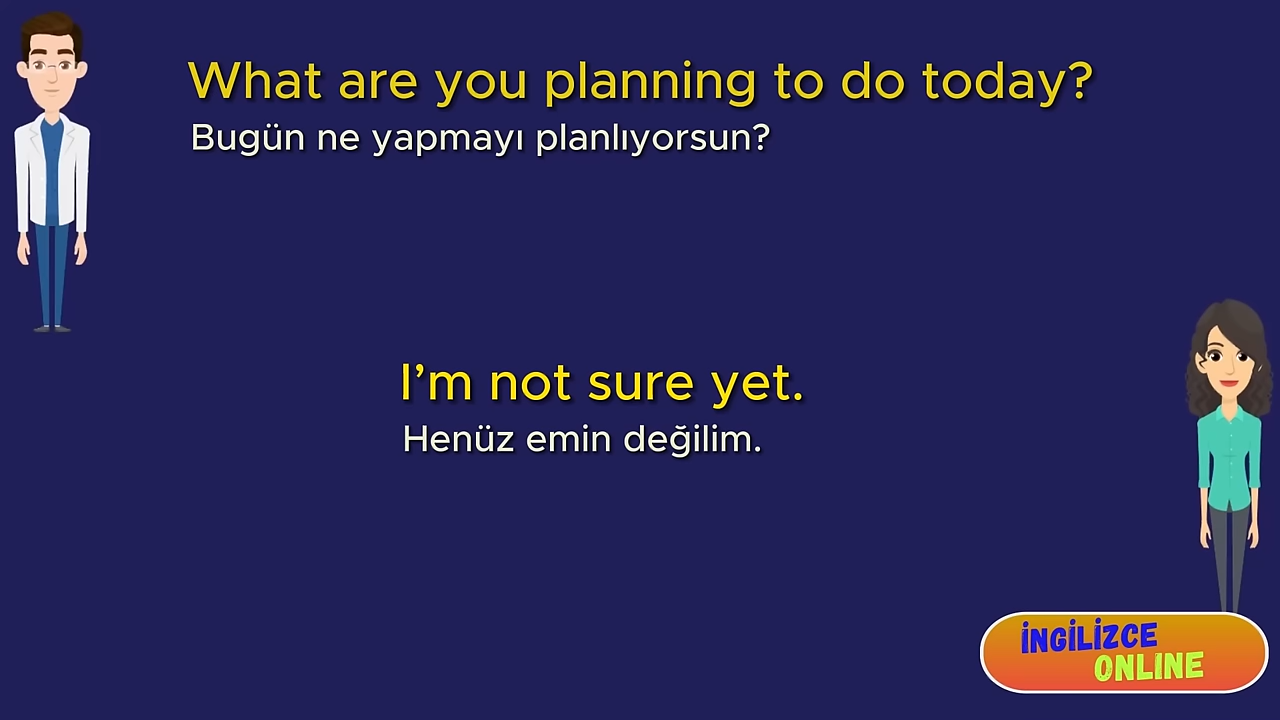 What are you planning to do today?
Bugün ne yapmayı planlıyorsun?
I’m not sure yet.
Henüz emin değilim.
İNGİLİZCE
ONLINE